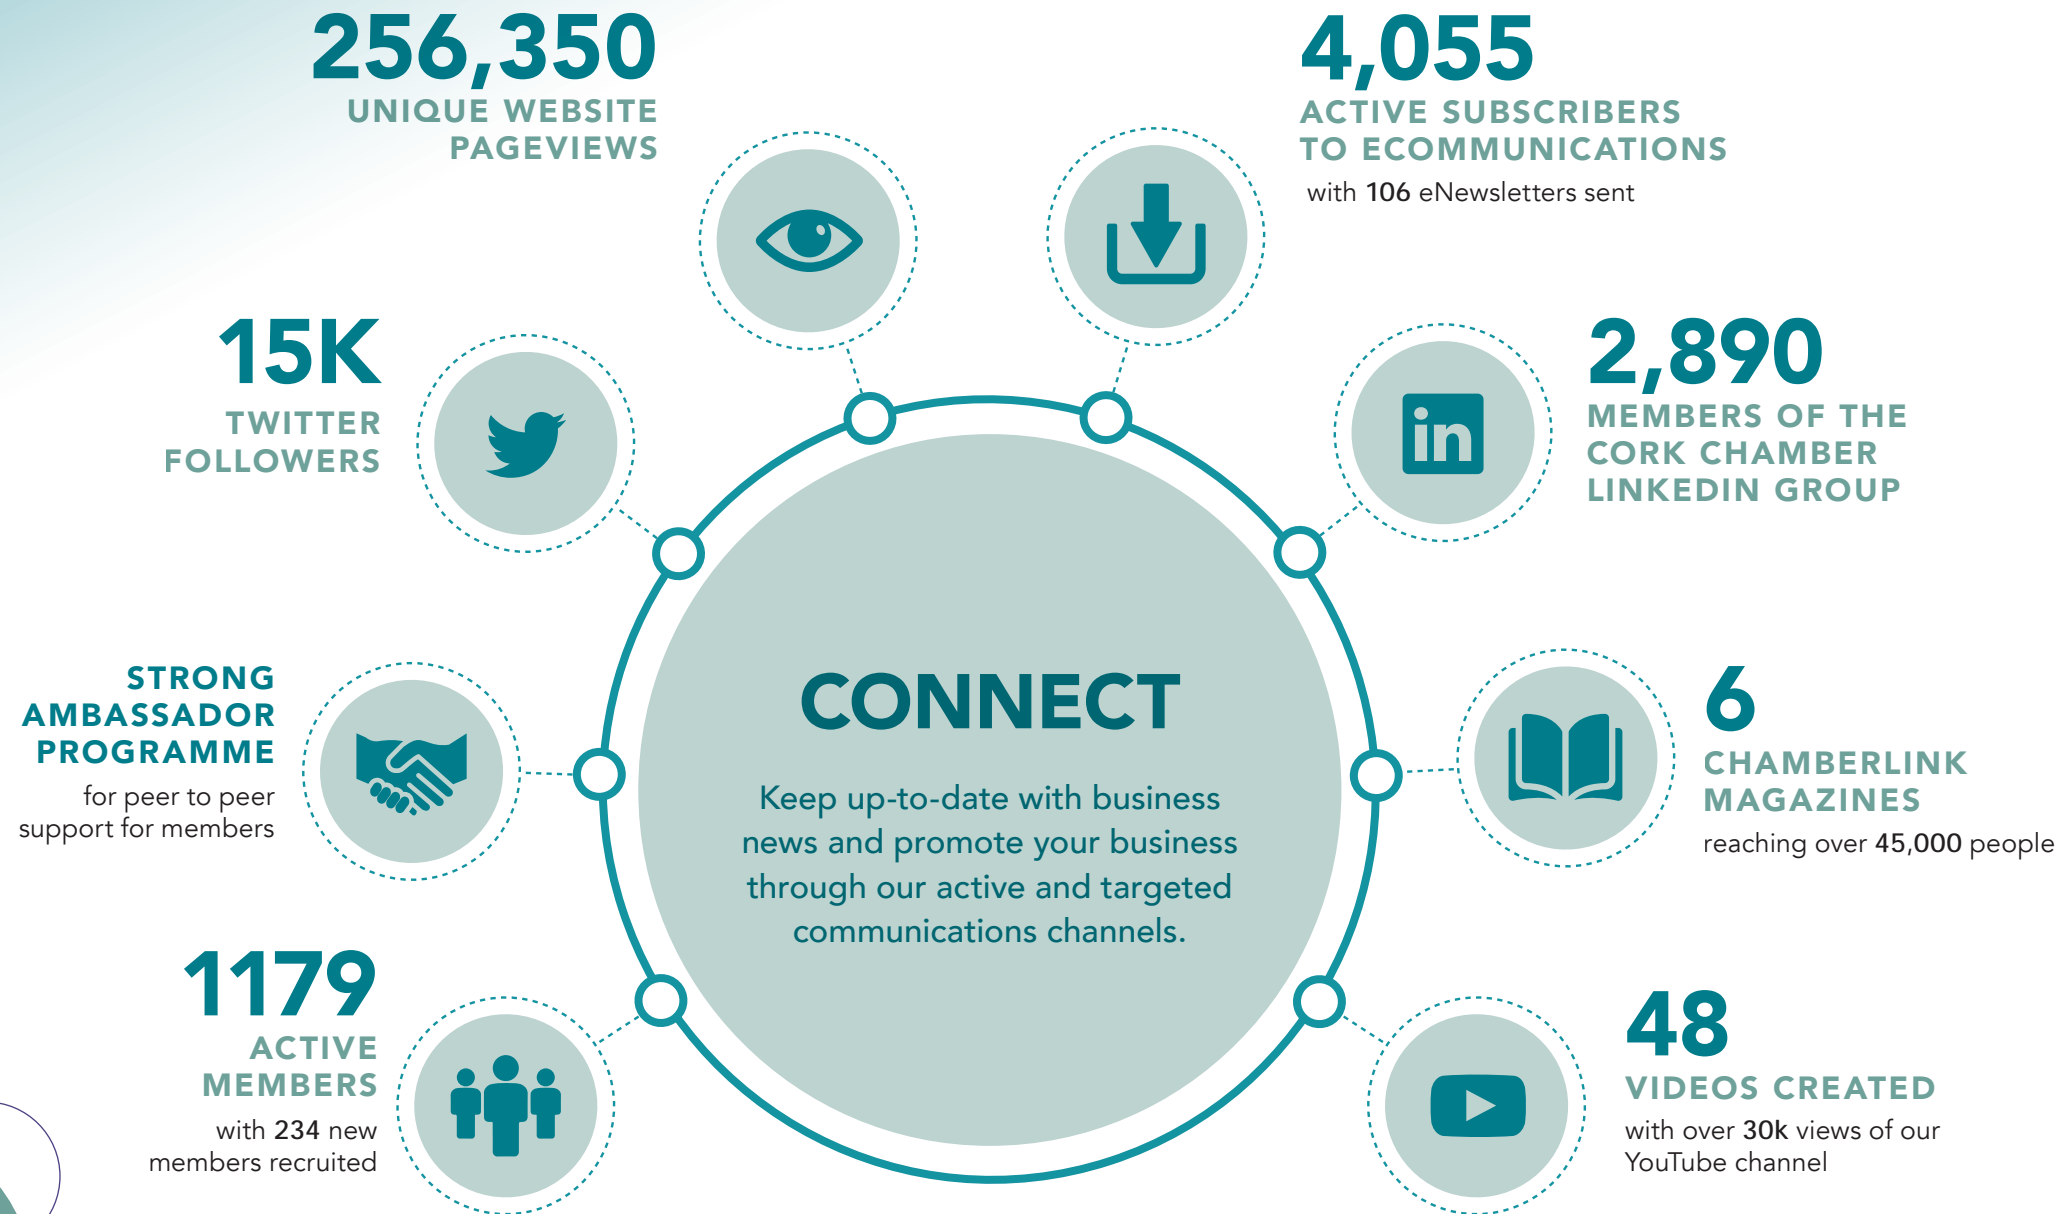 256,350
UNIQUE WEBSITE
PAGEVIEWS
4,055
ACTIVE SUBSCRIBERS
TO ECOMMUNICATIONS
with 106 eNewsletters sent
15K
TWITTER
FOLLOWERS
in
2,890
MEMBERS OF THE
CORK CHAMBER
LINKEDIN GROUP
STRONG
AMBASSADOR
PROGRAMME
for peer to peer
support for members
CONNECT
Keep up-to-date with business
news and promote your business
through our active and targeted
communications channels.
6
CHAMBERLINK
MAGAZINES
reaching over 45,000 people
1179
ACTIVE
MEMBERS
with 234 new
members recruited
48
VIDEOS CREATED
with over 30k views of our
YouTube channel